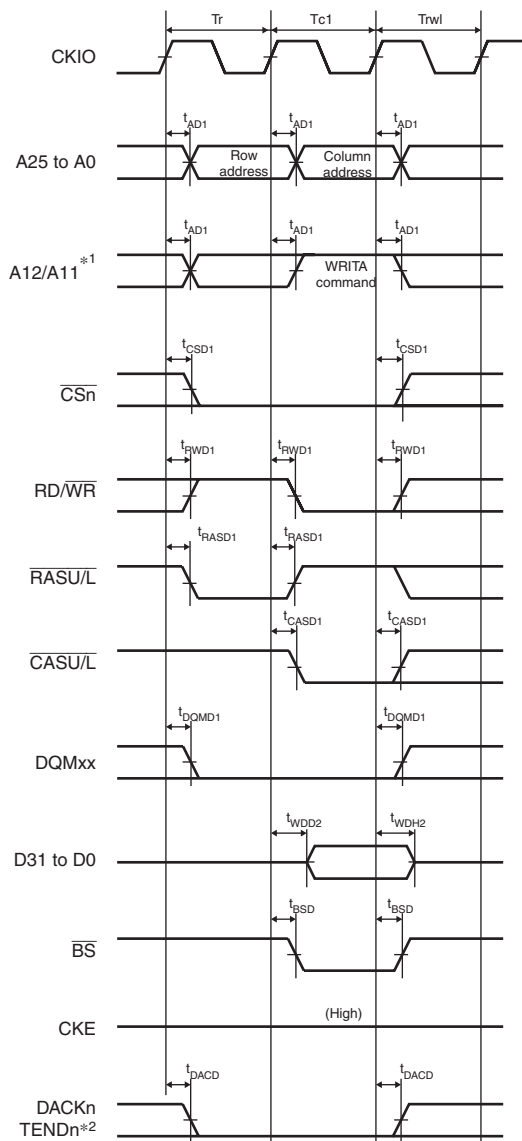 Tr Tc1 Trwl
CKIO
tAD1 tAD1 tAD1
A25 to A0
Row address
Column address
tAD1 tAD1 tAD1
A12/A11*1
WRITA command
tCSD1 tCSD1
CSn
tRWD1 tRWD1 tRWD1
RD/WR
tRASD1 tRASD1
RASU/L
tCASD1 tCASD1
CASU/L
tDQMD1 tDQMD1
DQMxx
tWDD2 tWDH2
D31 to D0
tBSD tBSD
BS
(High)
CKE
tDACD tDACD
DACKn
TENDn*2